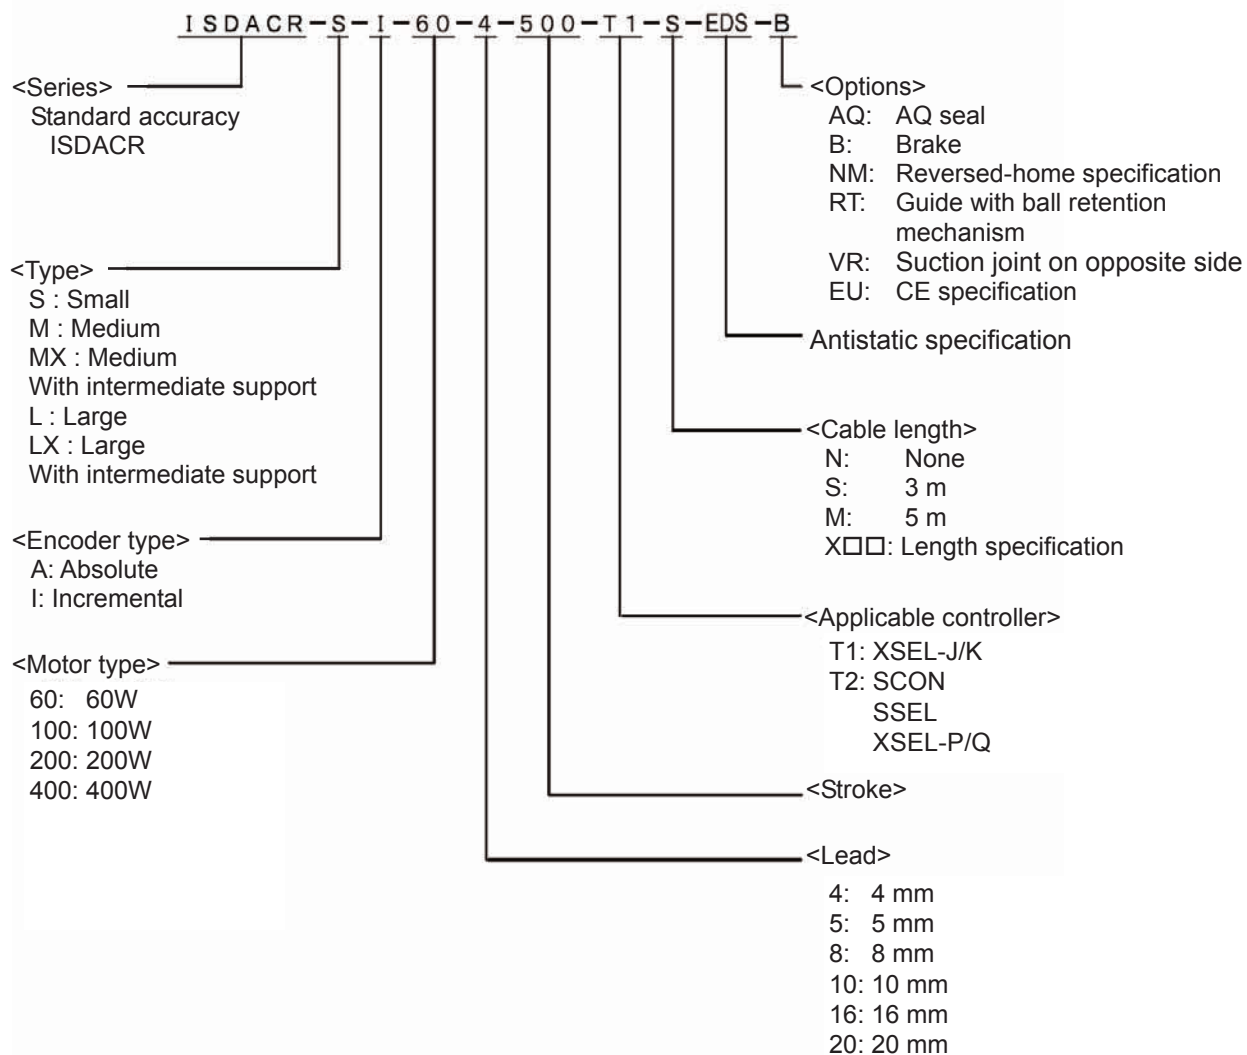 ISDACR-S-I-60-4-500-T1-S-EDS-B
<Series>
Standard accuracy
ISDACR
<Type>
S : Small
M : Medium
MX : Medium
With intermediate support
L : Large
LX : Large
With intermediate support
<Encoder type>
A: Absolute
I: Incremental
<Motor type>
60: 60W
100: 100W
200: 200W
400: 400W
<Options>
AQ: AQ seal
B: Brake
NM: Reversed-home specification
RT: Guide with ball retention
mechanism
VR: Suction joint on opposite side
EU: CE specification
Antistatic specification
<Cable length>
N: None
S: 3 m
M: 5 m
X□□: Length specification
<Applicable controller>
T1: XSEL-J/K
T2: SCON
SSEL
XSEL-P/Q
<Stroke>
<Lead>
4: 4 mm
5: 5 mm
8: 8 mm
10: 10 mm
16: 16 mm
20: 20 mm